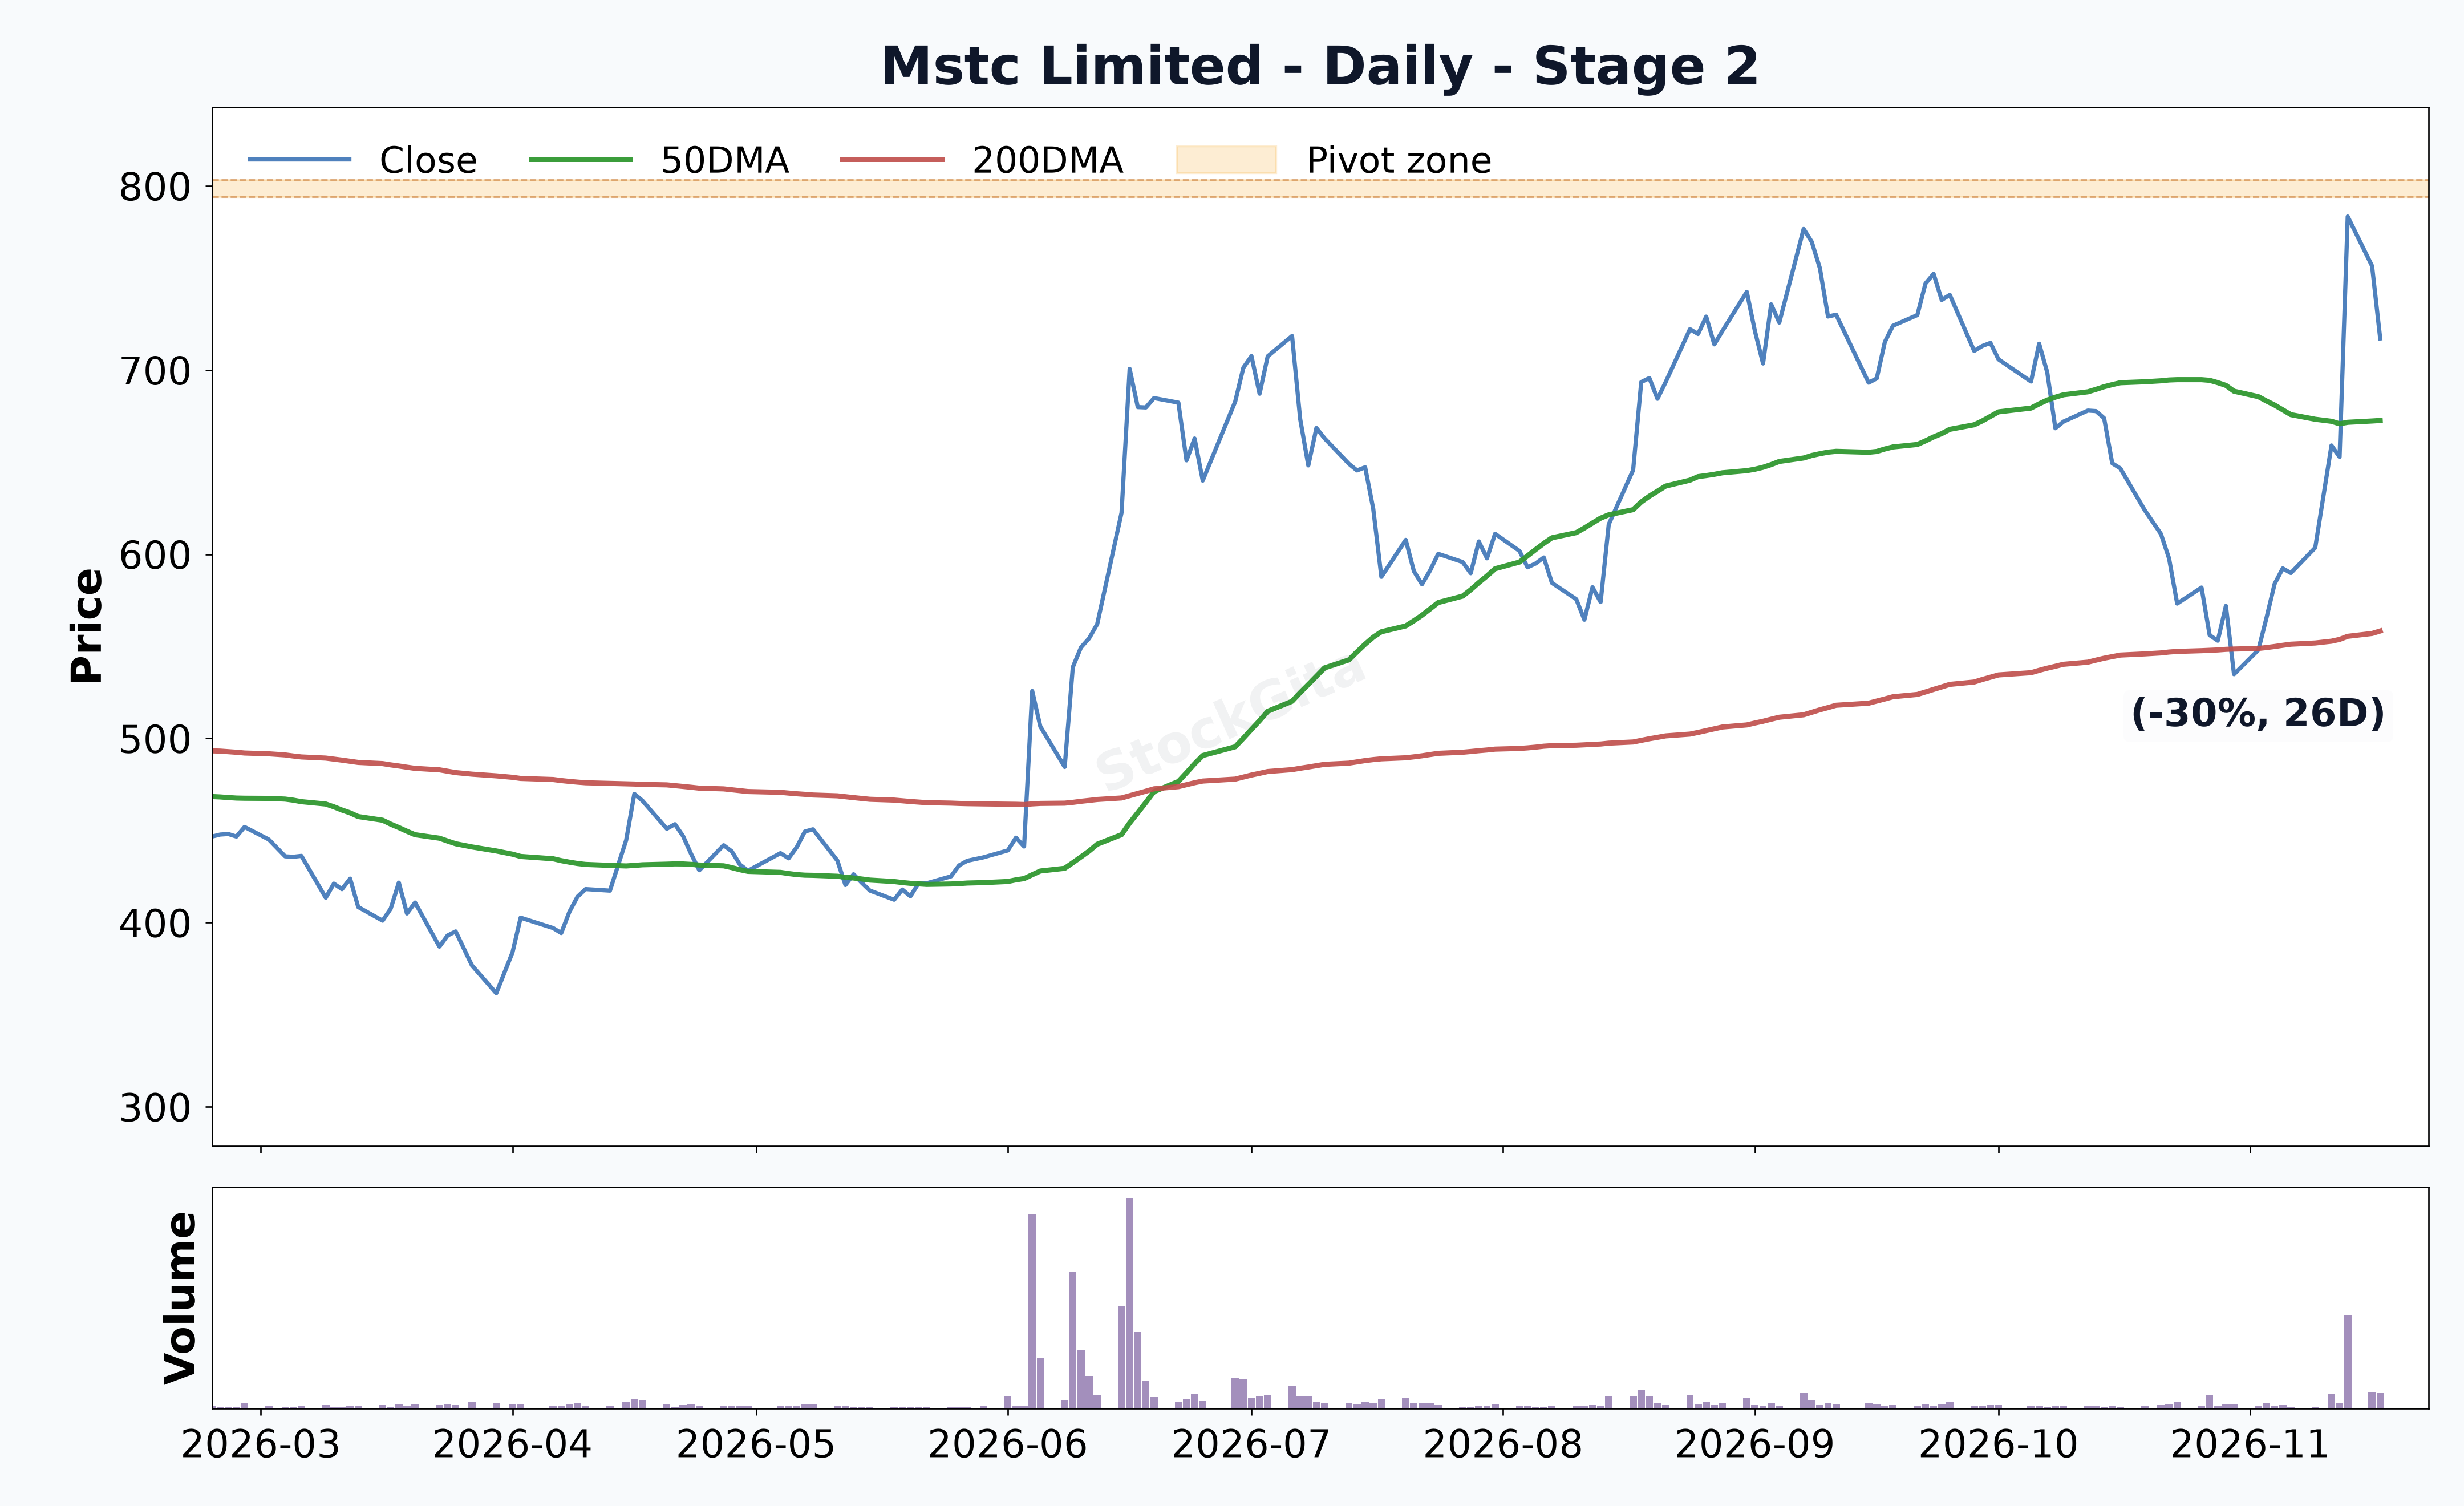 Mstc Limited - Daily - Stage 2
Close 50DMA 200DMA Pivot zone
800
700
600
500
400
300
Price
StockGita
(-30%, 26D)
Volume
2026-03 2026-04 2026-05 2026-06 2026-07 2026-08 2026-09 2026-10 2026-11